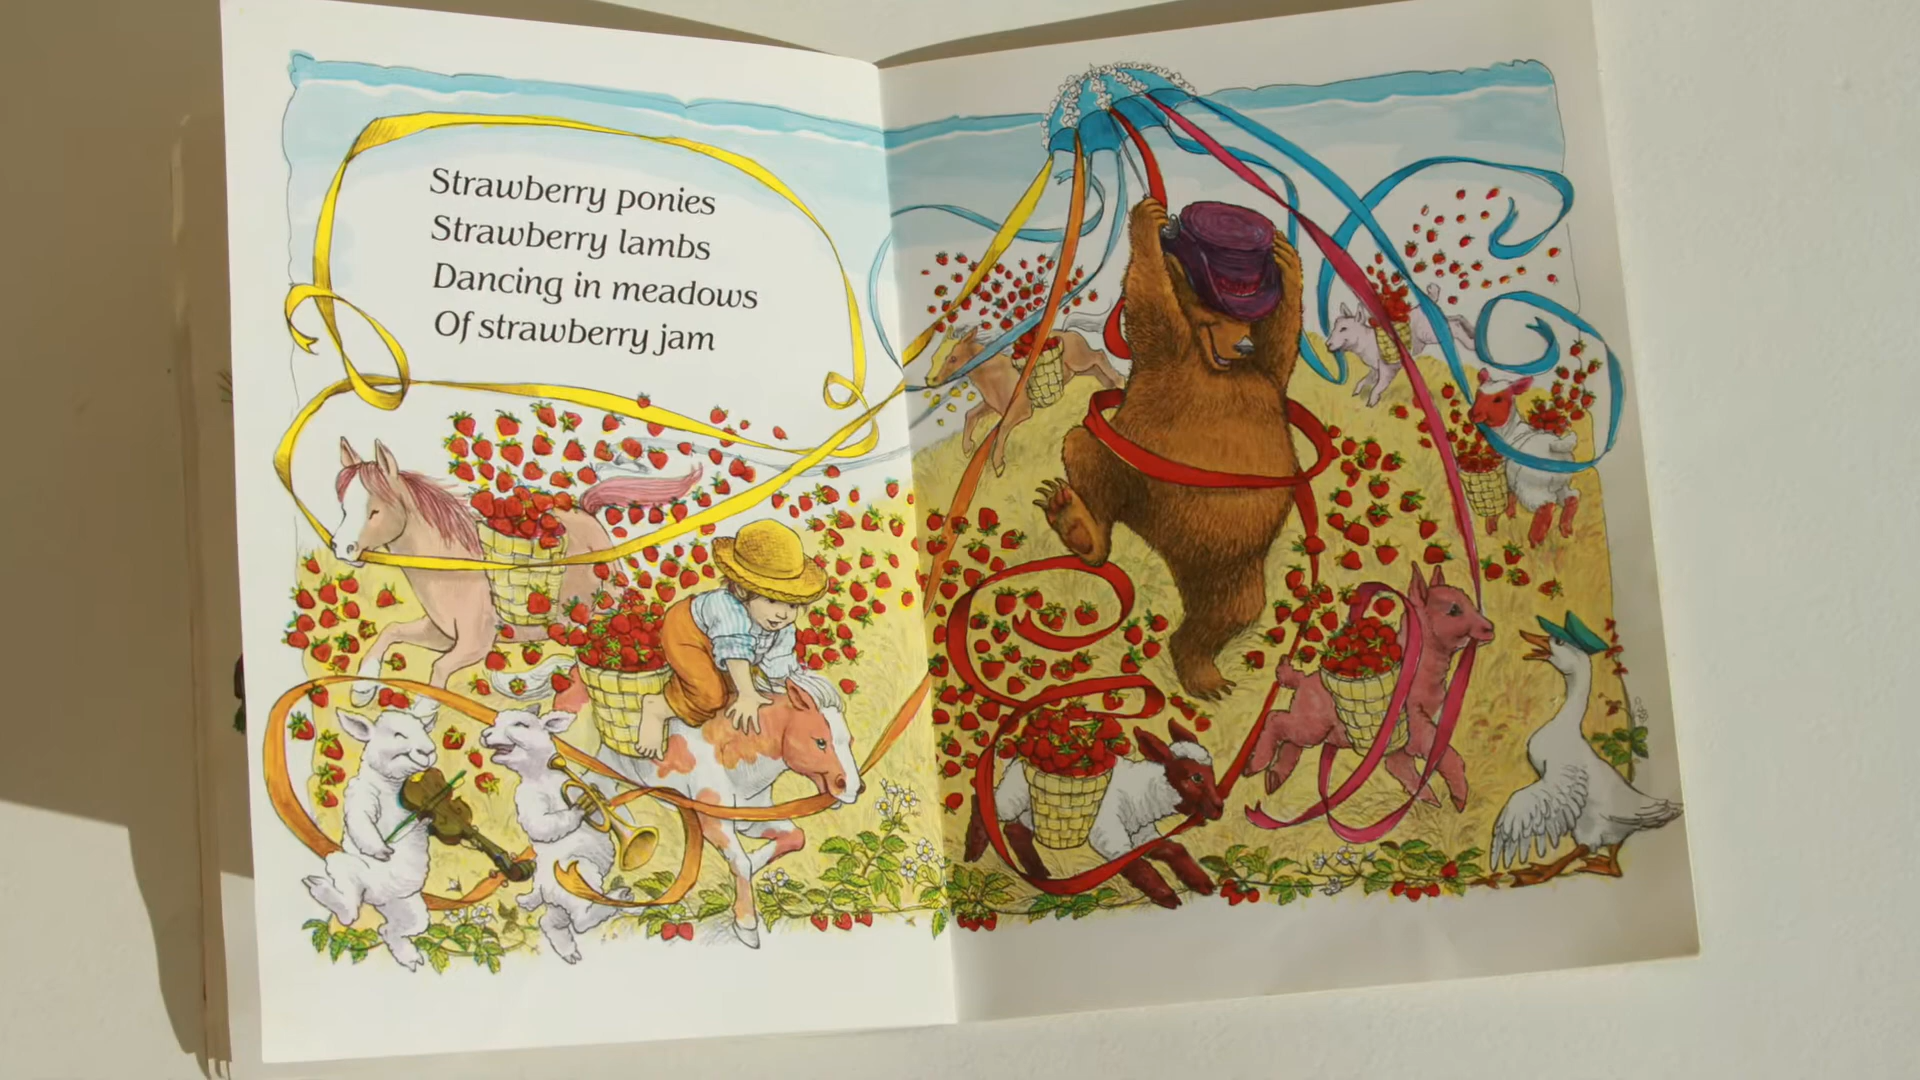 Strawberry ponies
Strawberry lambs
Dancing in meadows
Of strawberry jam